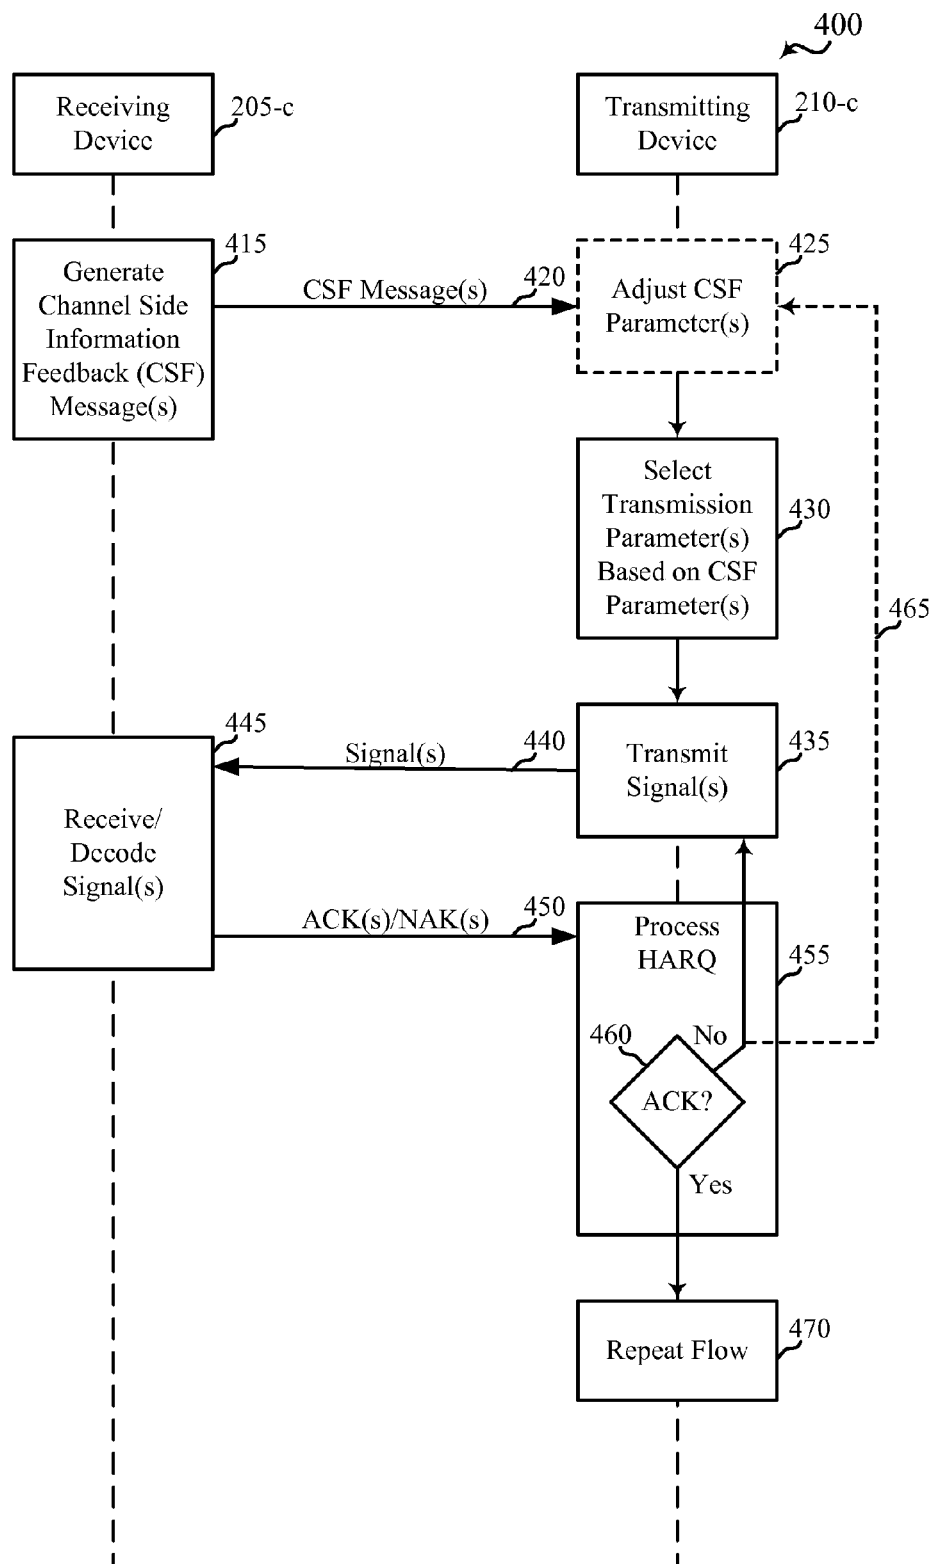 400
Receiving
Device
205-c
Transmitting
Device
210-c
415
Generate
Channel Side
Information
Feedback (CSF)
Message(s)
CSF Message(s)
420
425
Adjust CSF
Parameter(s)
Select
Transmission
Parameter(s)
Based on CSF
Parameter(s)
430
465
445
Receive/
Decode
Signal(s)
Signal(s)
440
Transmit
Signal(s)
435
ACK(s)/NAK(s)
450
Process
HARQ
455
460
No
ACK?
Yes
Repeat Flow
470